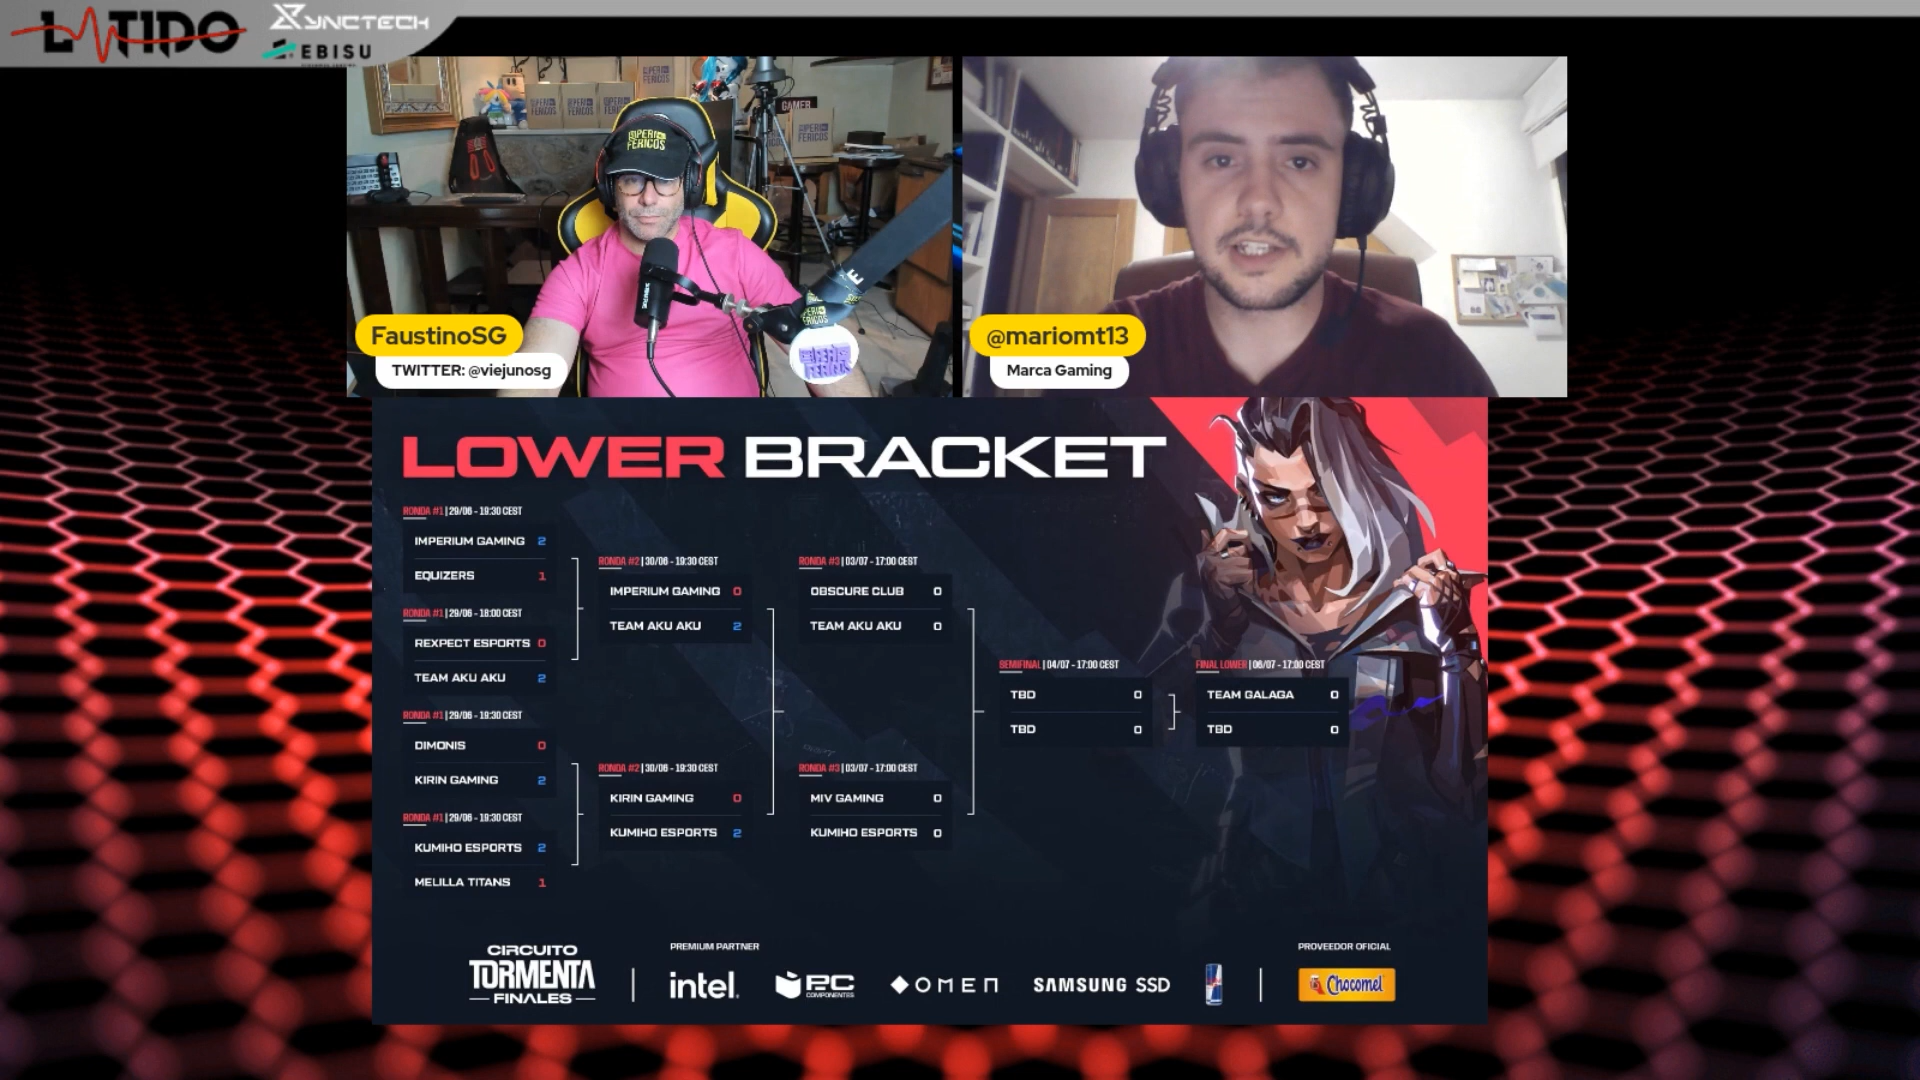 LATIDO
XYNCTECH
EBISU
GAMER
IMPERI
FERICOS
FaustinoSG
TWITTER: @viejunosg
@mariomt13
Marca Gaming
LOWER BRACKET
RONDA #1 | 29/06 - 19:30 CEST
IMPERIUM GAMING 2
EQUIZERS 1
RONDA #1 | 29/06 - 18:00 CEST
REXPECT ESPORTS 0
TEAM AKU AKU 2
RONDA #1 | 29/06 - 19:30 CEST
DIMONIS 0
KIRIN GAMING 2
RONDA #1 | 29/06 - 19:30 CEST
KUMIHO ESPORTS 2
MELILLA TITANS 1
RONDA #2 | 30/06 - 19:30 CEST
IMPERIUM GAMING 0
TEAM AKU AKU 2
RONDA #2 | 30/06 - 19:30 CEST
KIRIN GAMING 0
KUMIHO ESPORTS 2
RONDA #3 | 03/07 - 17:00 CEST
OBSCURE CLUB 0
TEAM AKU AKU 0
RONDA #3 | 03/07 - 17:00 CEST
MIV GAMING 0
KUMIHO ESPORTS 0
SEMIFINAL | 04/07 - 17:00 CEST
TBD 0
TBD 0
FINAL LOWER | 06/07 - 17:00 CEST
TEAM GALAGA 0
TBD 0
CIRCUITO
TORMENTA
FINALES
PREMIUM PARTNER
intel.
PC
COMPONENTES
OMEN
SAMSUNG SSD
PROVEEDOR OFICIAL
Chocomel